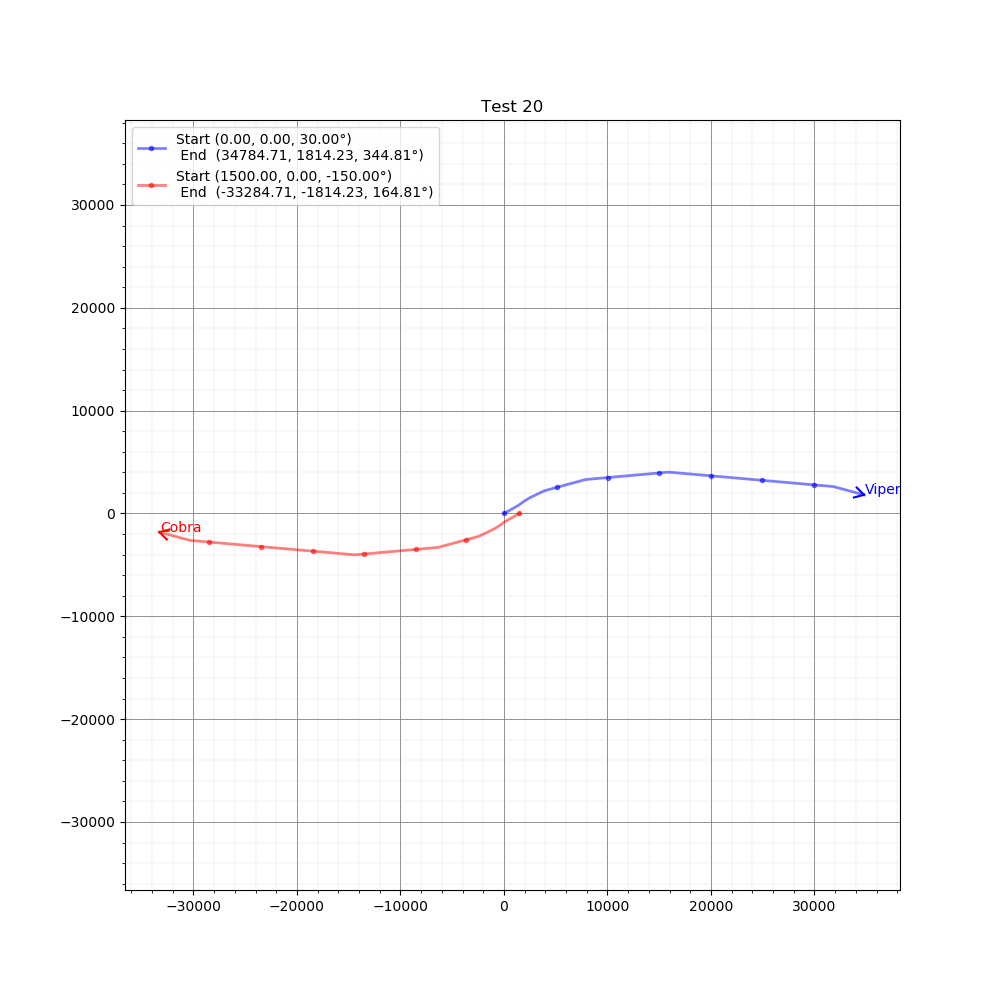 Test 20
Start (0.00, 0.00, 30.00°)
End  (34784.71, 1814.23, 344.81°)
Start (1500.00, 0.00, -150.00°)
End  (-33284.71, -1814.23, 164.81°)
30000
20000
10000
0
−10000
−20000
−30000
Viper
Cobra
−30000
−20000
−10000
0
10000
20000
30000